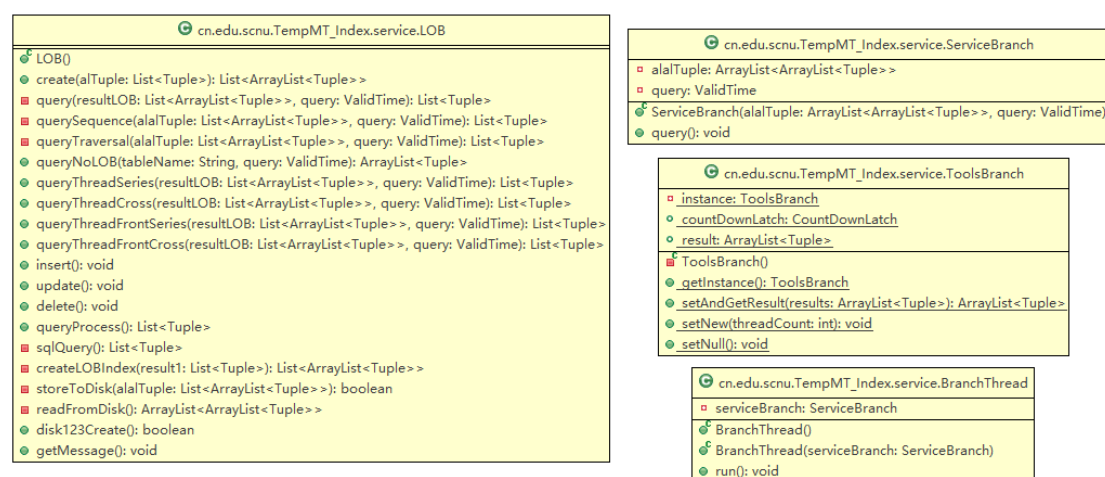 cn.edu.scnu.TempMT_Index.service.LOB
LOB()
create(alTuple: List<Tuple>): List<ArrayList<Tuple>>
query(resultLOB: List<ArrayList<Tuple>>, query: ValidTime): List<Tuple>
querySequence(alalTuple: List<ArrayList<Tuple>>, query: ValidTime): List<Tuple>
queryTraversal(alalTuple: List<ArrayList<Tuple>>, query: ValidTime): List<Tuple>
queryNoLOB(tableName: String, query: ValidTime): ArrayList<Tuple>
queryThreadSeries(resultLOB: List<ArrayList<Tuple>>, query: ValidTime): List<Tuple>
queryThreadCross(resultLOB: List<ArrayList<Tuple>>, query: ValidTime): List<Tuple>
queryThreadFrontSeries(resultLOB: List<ArrayList<Tuple>>, query: ValidTime): List<Tuple>
queryThreadFrontCross(resultLOB: List<ArrayList<Tuple>>, query: ValidTime): List<Tuple>
insert(): void
update(): void
delete(): void
queryProcess(): List<Tuple>
sqlQuery(): List<Tuple>
createLOBIndex(result1: List<Tuple>): List<ArrayList<Tuple>>
storeToDisk(alalTuple: List<ArrayList<Tuple>>): boolean
readFromDisk(): ArrayList<ArrayList<Tuple>>
disk123Create(): boolean
getMessage(): void
cn.edu.scnu.TempMT_Index.service.ServiceBranch
alalTuple: ArrayList<ArrayList<Tuple>>
query: ValidTime
ServiceBranch(alalTuple: ArrayList<ArrayList<Tuple>>, query: ValidTime)
query(): void
cn.edu.scnu.TempMT_Index.service.ToolsBranch
instance: ToolsBranch
countDownLatch: CountDownLatch
result: ArrayList<Tuple>
ToolsBranch()
getInstance(): ToolsBranch
setAndGetResult(results: ArrayList<Tuple>): ArrayList<Tuple>
setNew(threadCount: int): void
setNull(): void
cn.edu.scnu.TempMT_Index.service.BranchThread
serviceBranch: ServiceBranch
BranchThread()
BranchThread(serviceBranch: ServiceBranch)
run(): void